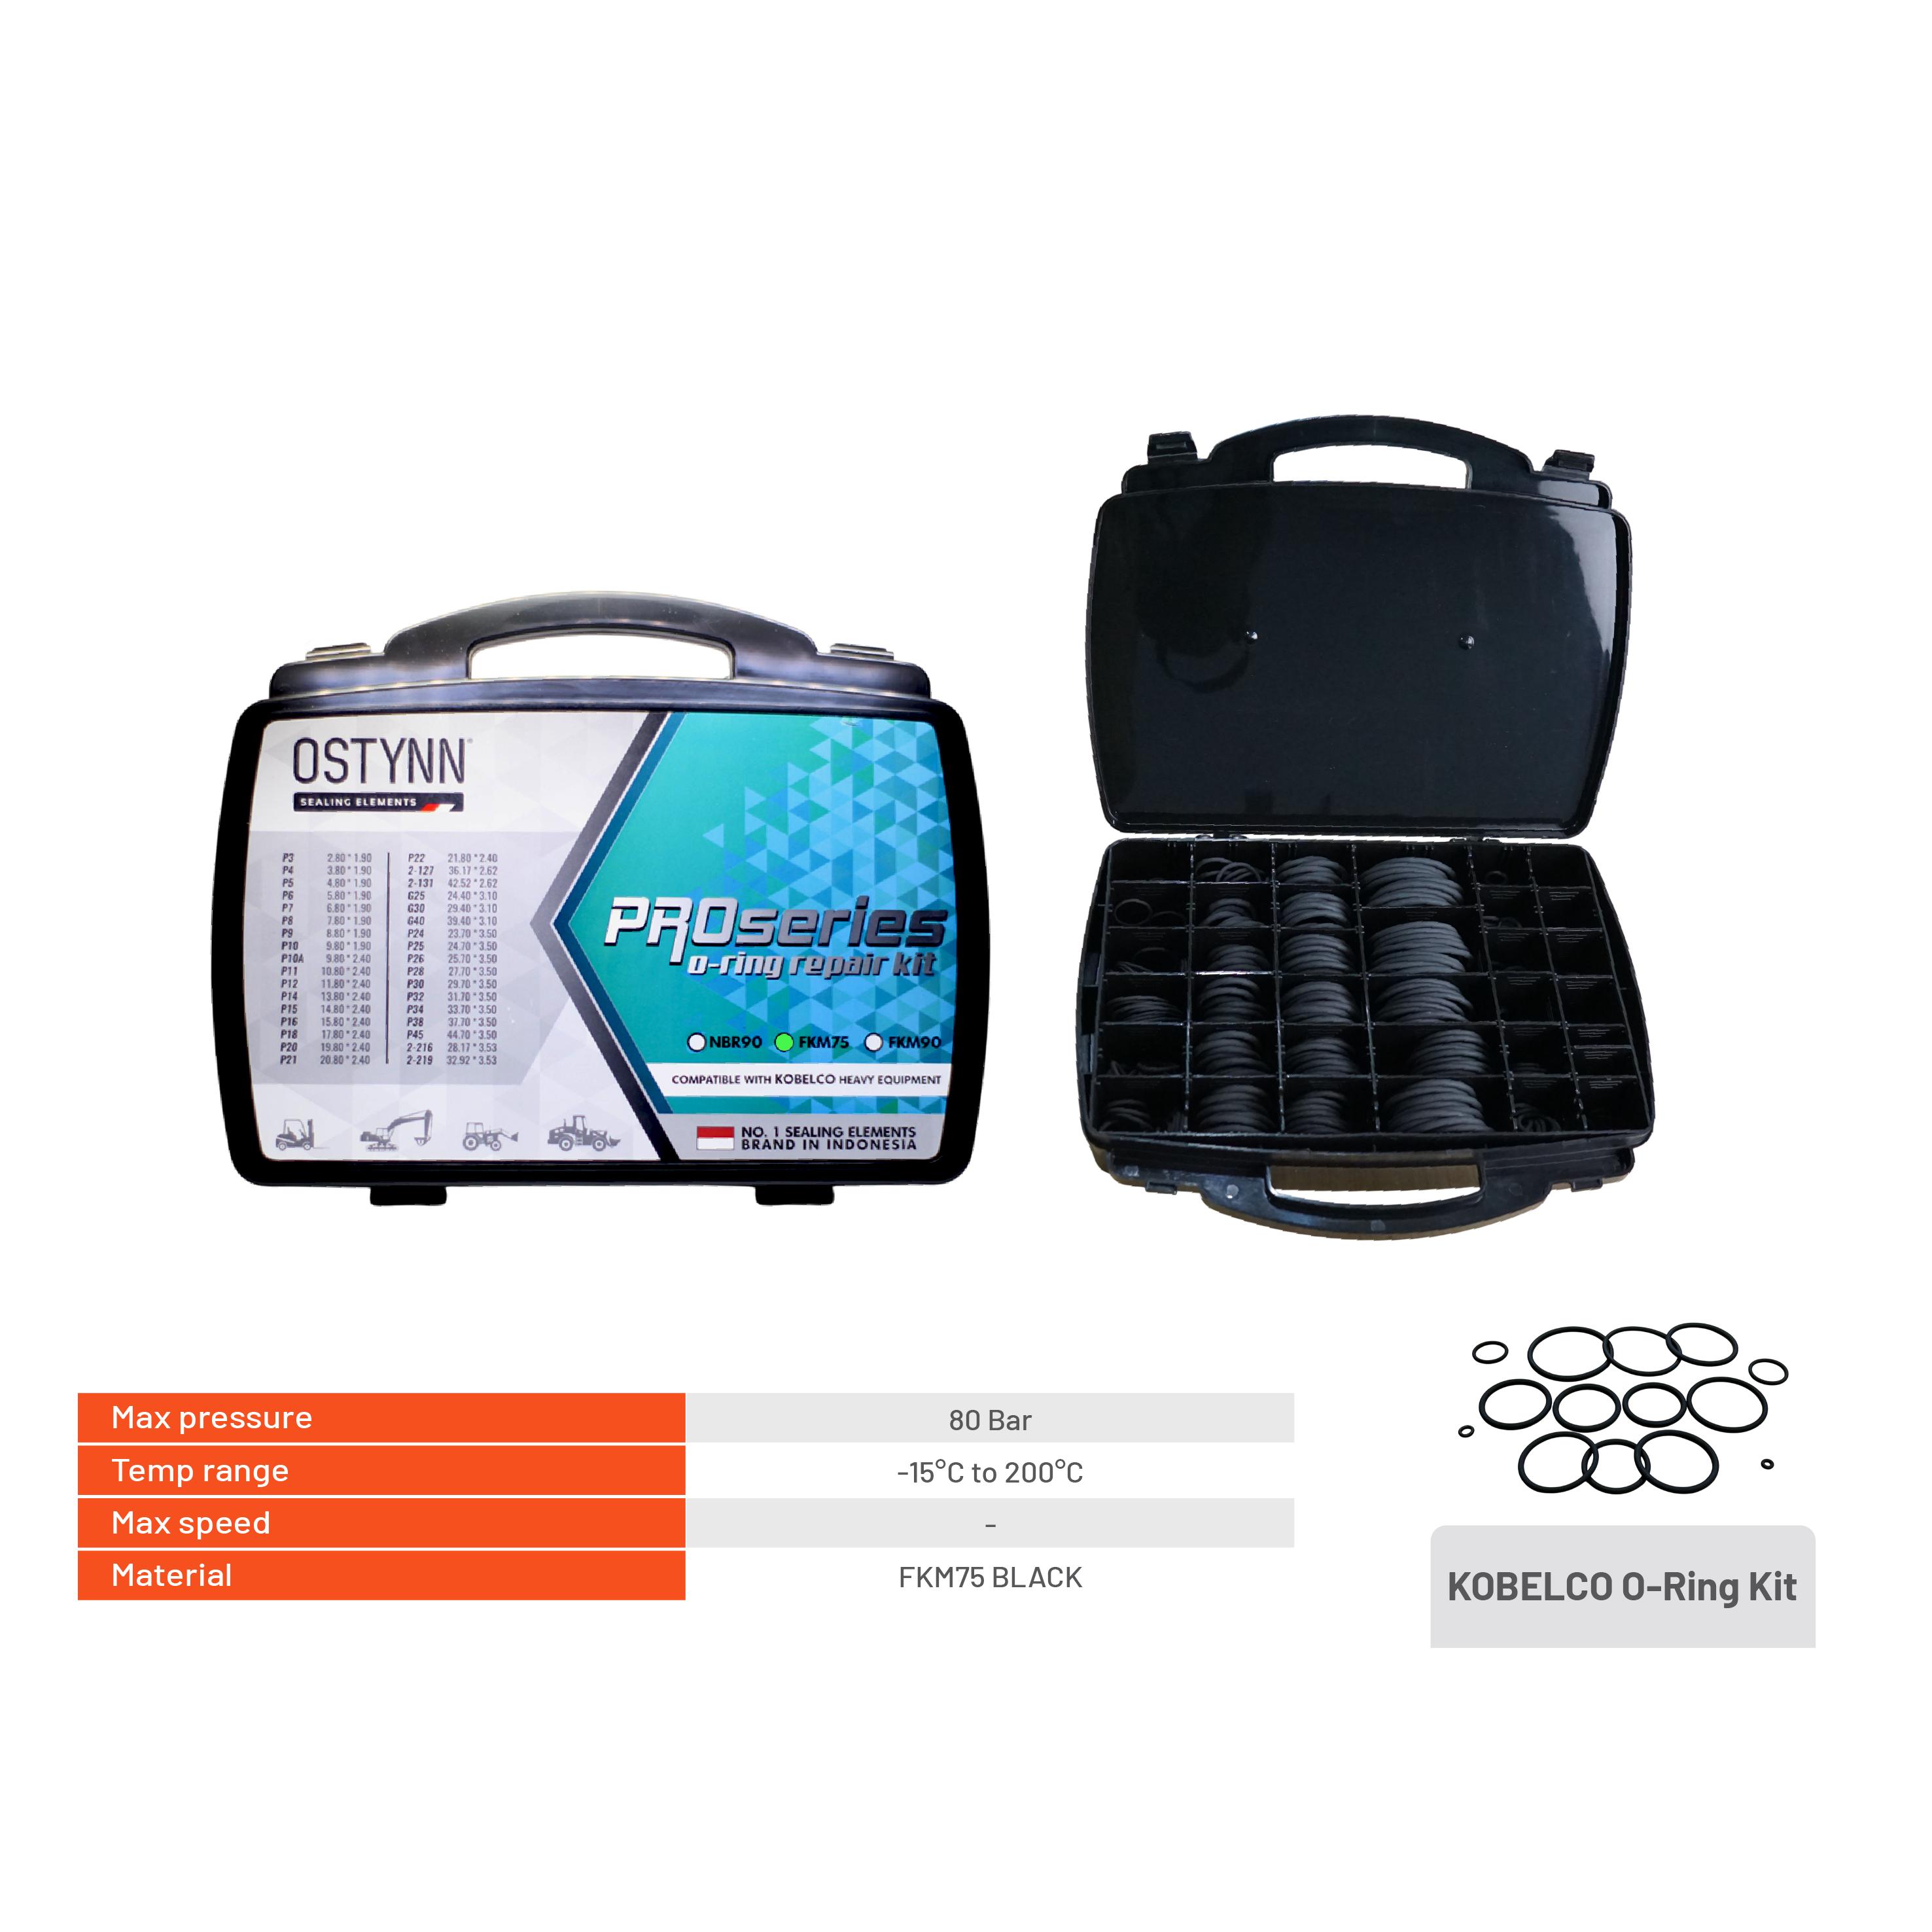 OSTYNN®
SEALING ELEMENTS
P3 2.80 * 1.90
P4 3.80 * 1.90
P5 4.80 * 1.90
P6 5.80 * 1.90
P7 6.80 * 1.90
P8 7.80 * 1.90
P9 8.80 * 1.90
P10 9.80 * 1.90
P10A 9.80 * 2.40
P11 10.80 * 2.40
P12 11.80 * 2.40
P14 13.80 * 2.40
P15 14.80 * 2.40
P16 15.80 * 2.40
P18 17.80 * 2.40
P20 19.80 * 2.40
P21 20.80 * 2.40
P22 21.80 * 2.40
2-127 36.17 * 2.62
2-131 42.52 * 2.62
G25 24.40 * 3.10
G30 29.40 * 3.10
G40 39.40 * 3.10
P24 23.70 * 3.50
P25 24.70 * 3.50
P26 25.70 * 3.50
P28 27.70 * 3.50
P30 29.70 * 3.50
P32 31.70 * 3.50
P34 33.70 * 3.50
P38 37.70 * 3.50
P45 44.70 * 3.50
2-216 28.17 * 3.53
2-219 32.92 * 3.53
PROseries
o-ring repair kit
NBR90 FKM75 FKM90
COMPATIBLE WITH KOBELCO HEAVY EQUIPMENT
NO. 1 SEALING ELEMENTS
BRAND IN INDONESIA
Max pressure 80 Bar
Temp range -15°C to 200°C
Max speed -
Material FKM75 BLACK
KOBELCO O-Ring Kit